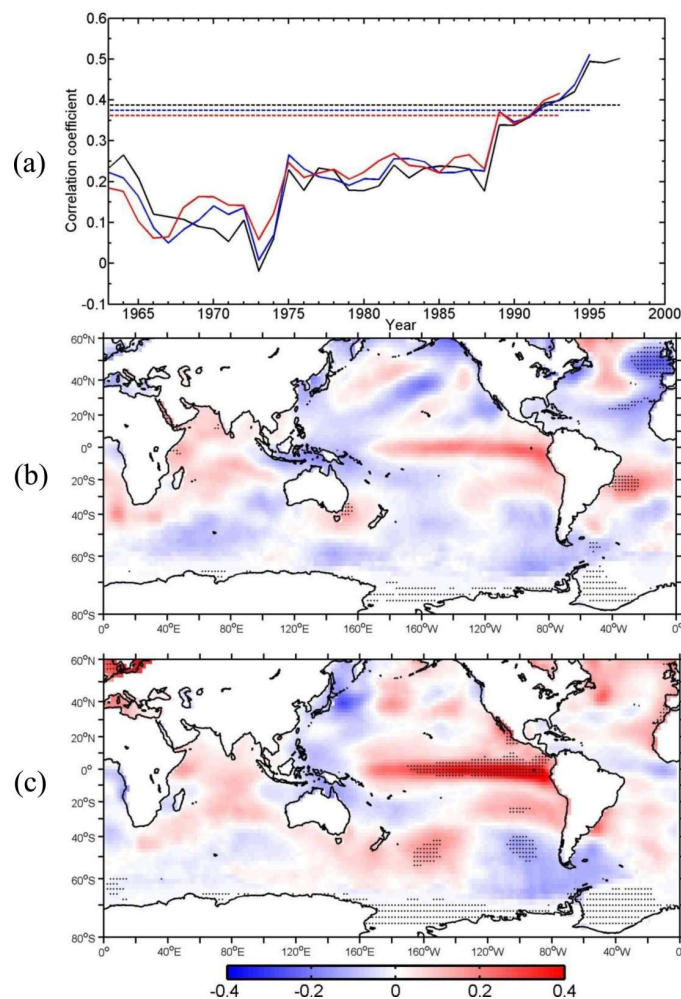 (a)
Correlation coefficient
0.6
0.5
0.4
0.3
0.2
0.1
0
-0.1
1965 1970 1975 1980 1985 1990 1995 2000
Year
(b)
60°N
40°N
20°N
0°
20°S
40°S
60°S
80°S
0° 40°E 80°E 120°E 160°E 160°W 120°W 80°W 40°W 0°
(c)
60°N
40°N
20°N
0°
20°S
40°S
60°S
80°S
0° 40°E 80°E 120°E 160°E 160°W 120°W 80°W 40°W 0°
-0.4 -0.2 0 0.2 0.4